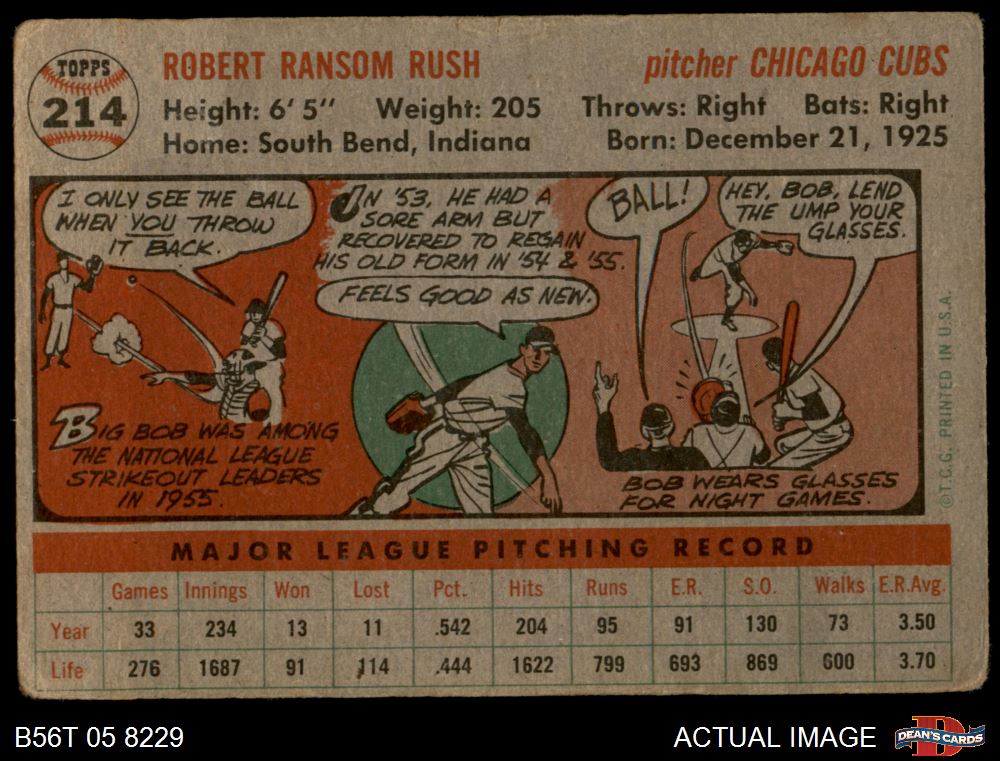 TOPPS
214
ROBERT RANSOM RUSH
pitcher CHICAGO CUBS
Height: 6' 5" Weight: 205 Throws: Right Bats: Right
Home: South Bend, Indiana Born: December 21, 1925
I ONLY SEE THE BALL
WHEN YOU THROW
IT BACK.
BIG BOB WAS AMONG
THE NATIONAL LEAGUE
STRIKEOUT LEADERS
IN 1955.
IN '53, HE HAD A
SORE ARM BUT
RECOVERED TO REGAIN
HIS OLD FORM IN '54 & '55.
FEELS GOOD AS NEW.
BALL!
HEY, BOB, LEND
THE UMP YOUR
GLASSES.
BOB WEARS GLASSES
FOR NIGHT GAMES.
©T.C.G. PRINTED IN U.S.A.
MAJOR LEAGUE PITCHING RECORD
Games Innings Won Lost Pct. Hits Runs E.R. S.O. Walks E.R.Avg.
Year 33 234 13 11 .542 204 95 91 130 73 3.50
Life 276 1687 91 114 .444 1622 799 693 869 600 3.70
B56T 05 8229
ACTUAL IMAGE
DEAN'S CARDS